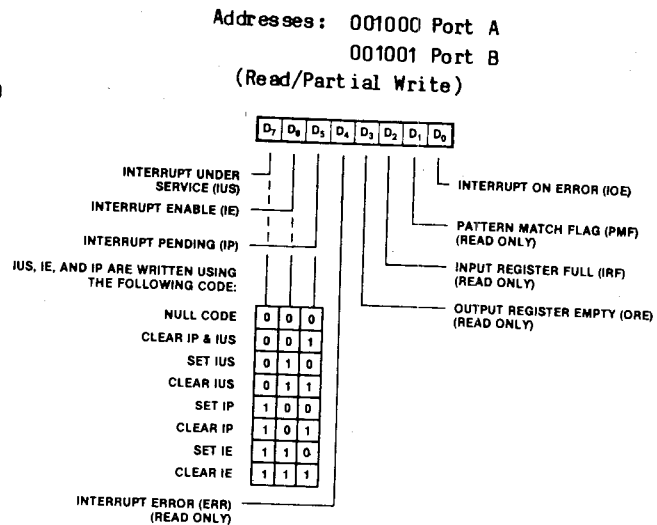 Addresses: 001000 Port A
001001 Port B
(Read/Partial Write)
D7 D6 D5 D4 D3 D2 D1 D0
INTERRUPT UNDER
SERVICE (IUS)
INTERRUPT ENABLE (IE)
INTERRUPT PENDING (IP)
IUS, IE, AND IP ARE WRITTEN USING
THE FOLLOWING CODE:
NULL CODE 0 0 0
CLEAR IP & IUS 0 0 1
SET IUS 0 1 0
CLEAR IUS 0 1 1
SET IP 1 0 0
CLEAR IP 1 0 1
SET IE 1 1 0
CLEAR IE 1 1 1
INTERRUPT ERROR (ERR)
(READ ONLY)
INTERRUPT ON ERROR (IOE)
PATTERN MATCH FLAG (PMF)
(READ ONLY)
INPUT REGISTER FULL (IRF)
(READ ONLY)
OUTPUT REGISTER EMPTY (ORE)
(READ ONLY)